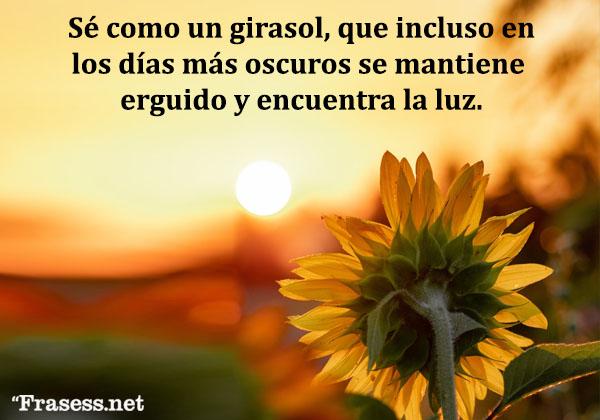 Sé como un girasol, que incluso en
los días más oscuros se mantiene
erguido y encuentra la luz.
“Frasess.net